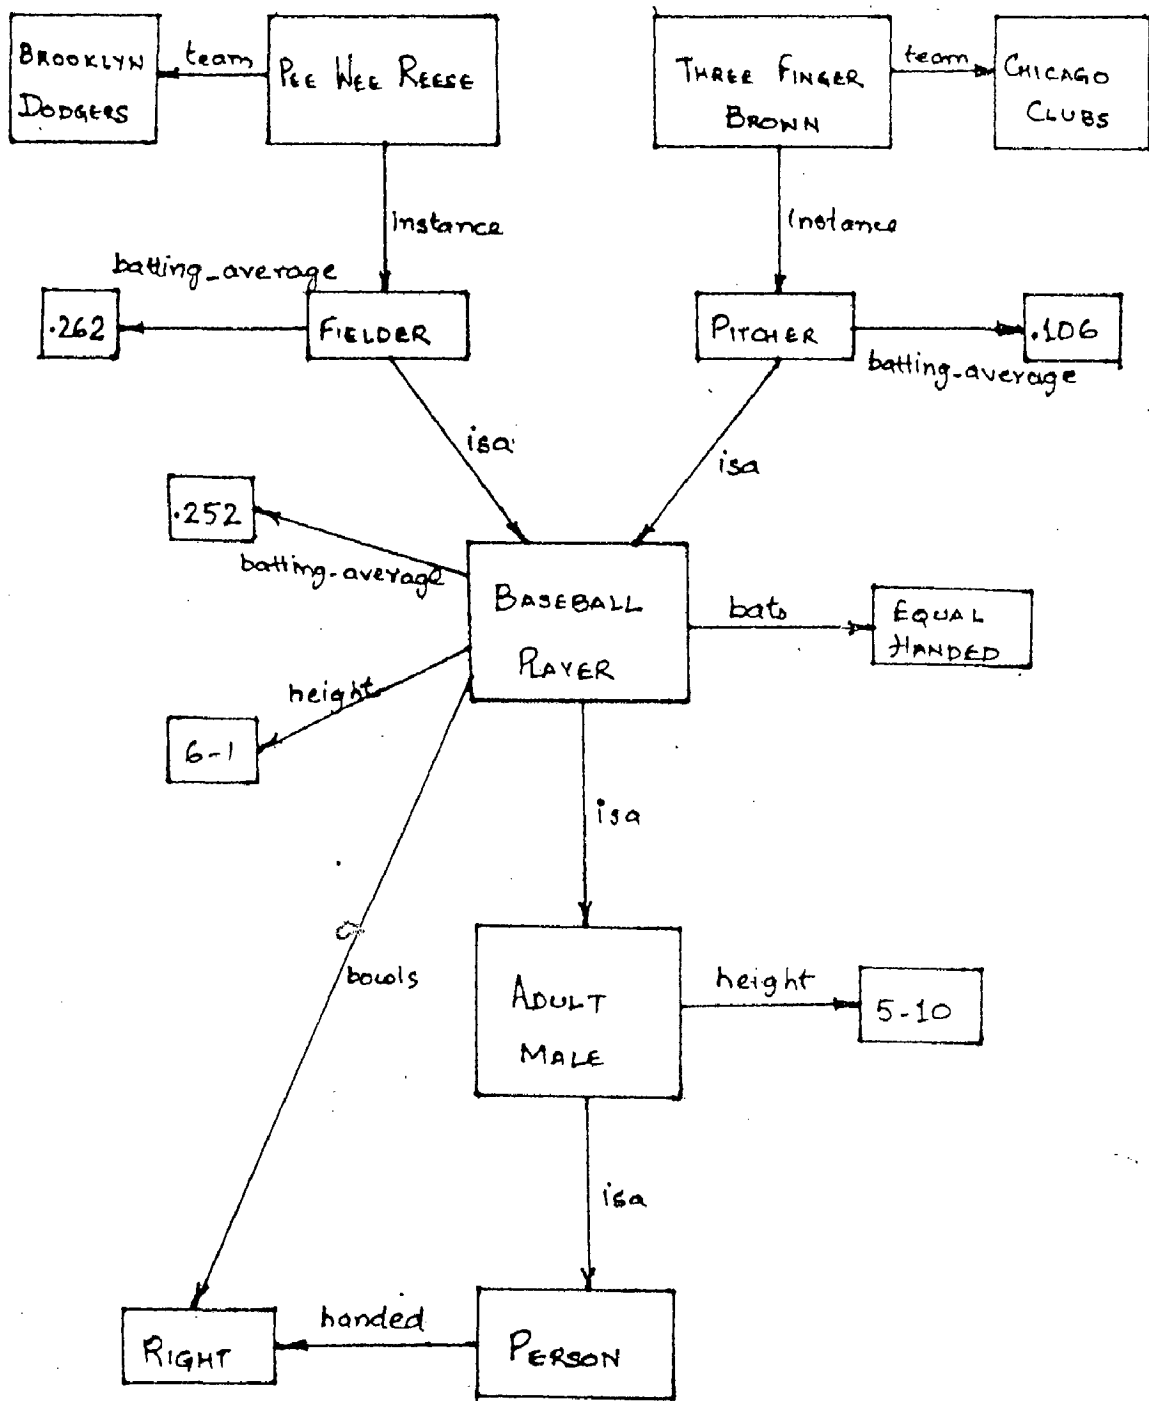 BROOKLYN
DODGERS
team
PEE WEE REESE
THREE FINGER
BROWN
team
CHICAGO
CLUBS
instance
instance
batting_average
.262
FIELDER
PITCHER
.106
batting_average
isa
isa
.252
batting-average
BASEBALL
PLAYER
bats
EQUAL
HANDED
height
6-1
isa
bowls
ADULT
MALE
height
5-10
isa
RIGHT
handed
PERSON